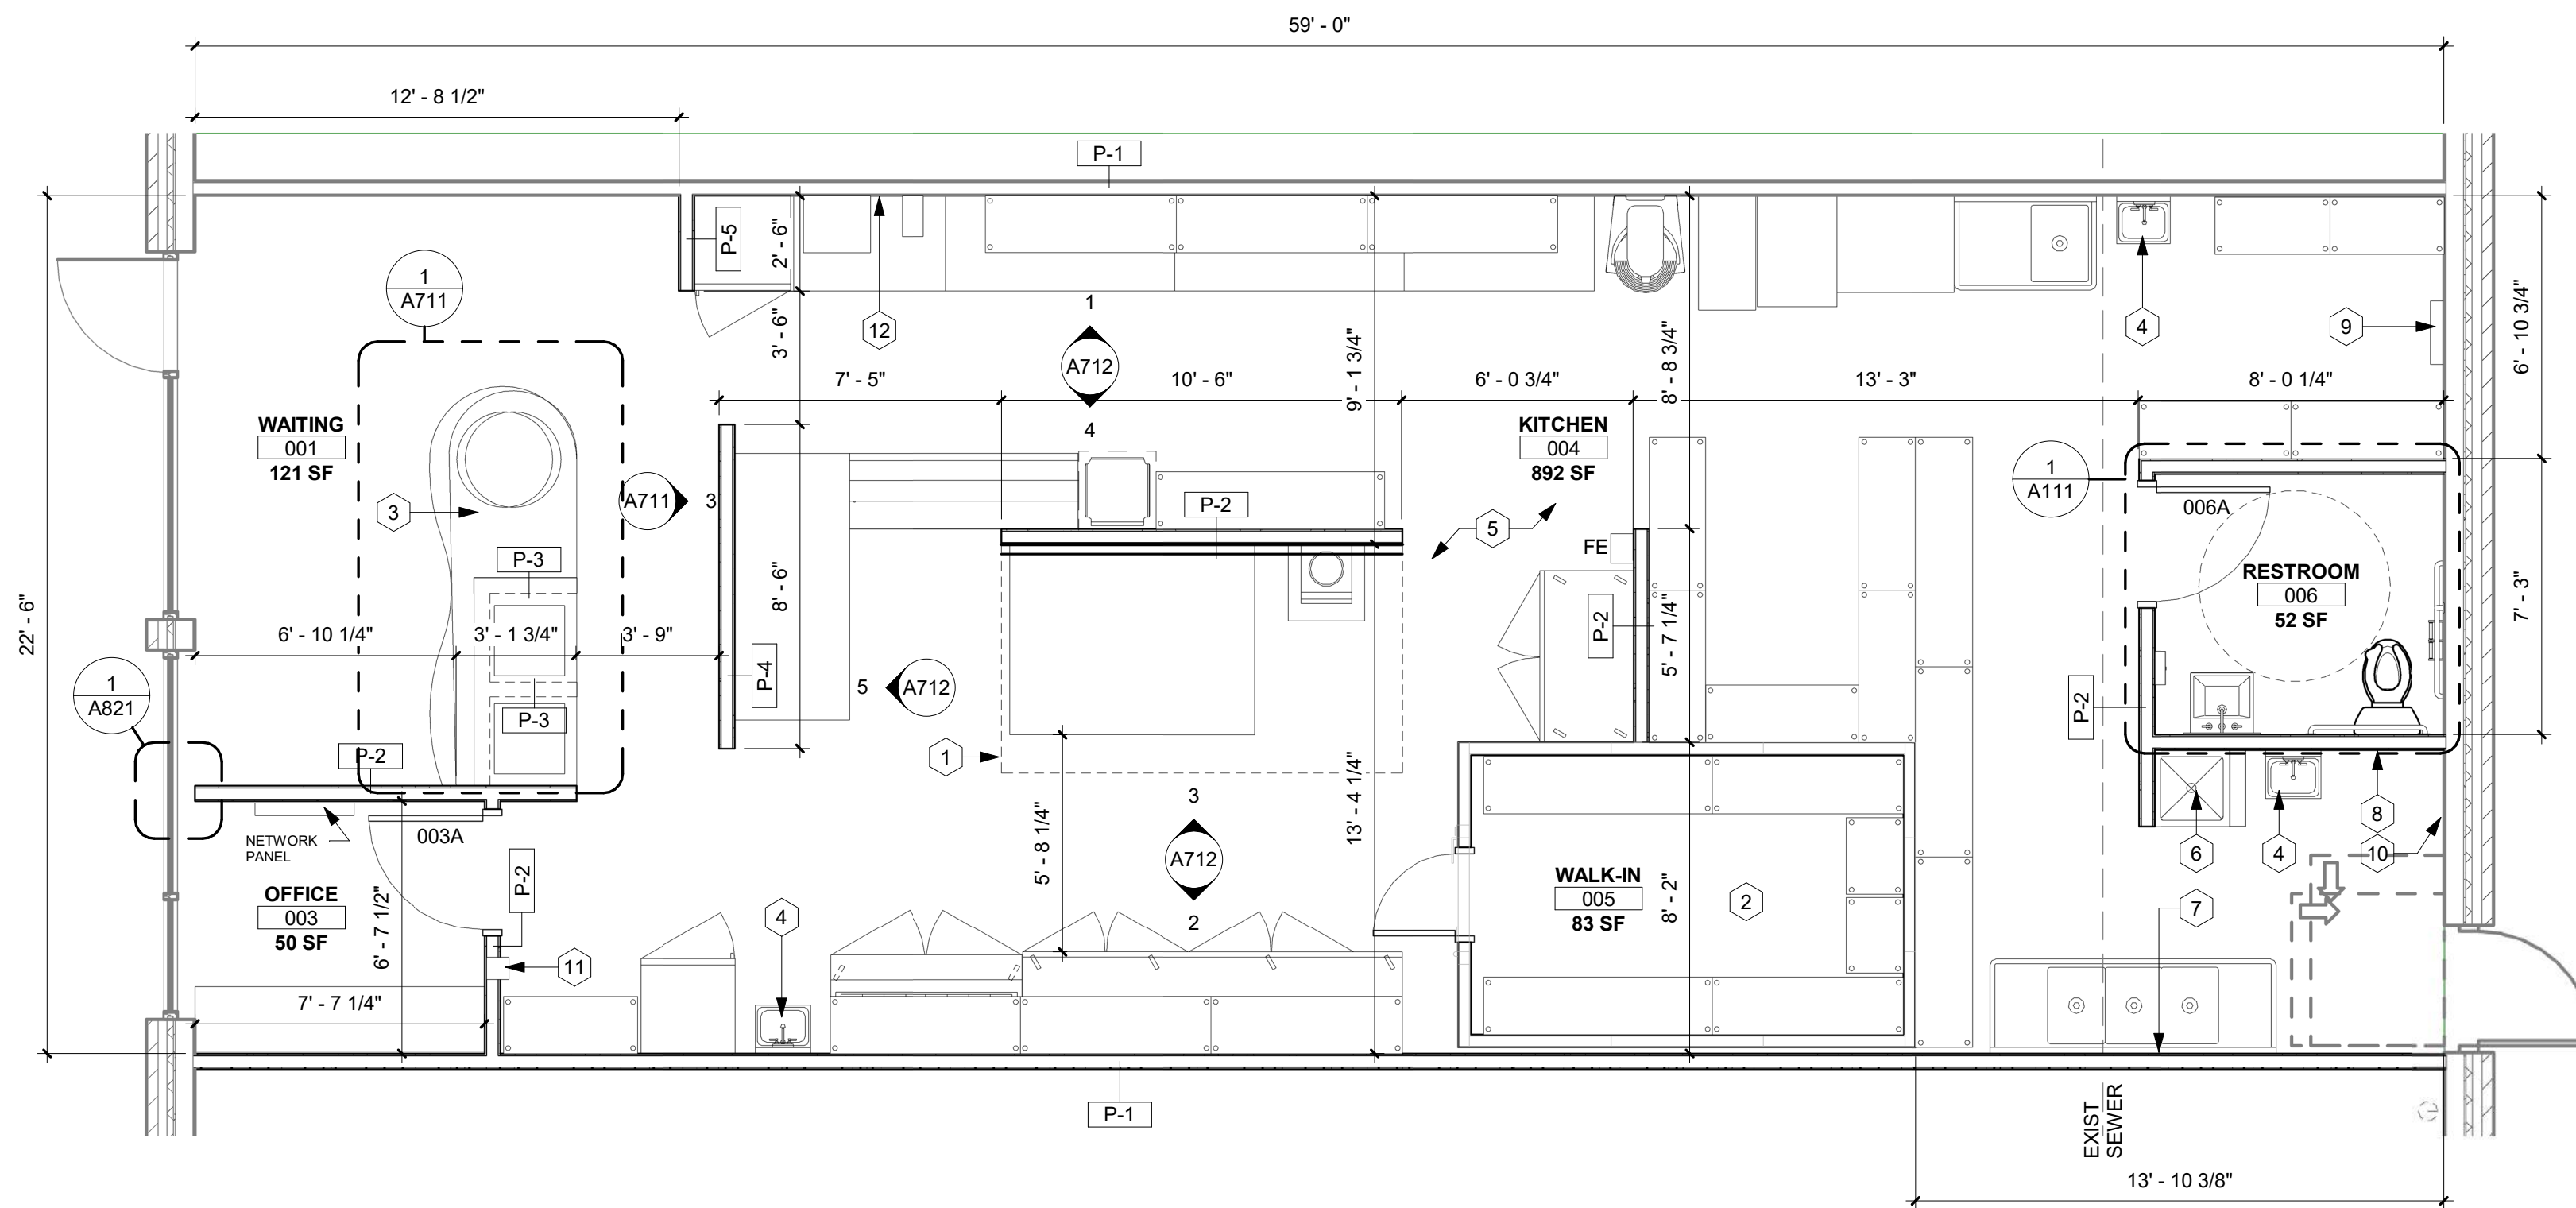 59' - 0"
12' - 8 1/2"
P-1
P-5
2' - 6"
1
A711
12
3' - 6"
1
A712
4
9' - 1 3/4"
8' - 8 3/4"
4
9
6' - 10 3/4"
7' - 5"
10' - 6"
6' - 0 3/4"
13' - 3"
8' - 0 1/4"
WAITING
001
121 SF
KITCHEN
004
892 SF
1
A111
3
A711
3
P-2
5
FE
006A
P-3
RESTROOM
006
52 SF
22' - 6"
8' - 6"
P-2
5' - 7 1/4"
7' - 3"
6' - 10 1/4"
3' - 1 3/4"
3' - 9"
1
A821
P-4
5
A712
P-2
P-3
P-2
1
13' - 4 1/4"
5' - 8 1/4"
3
A712
2
NETWORK
PANEL
003A
P-2
OFFICE
003
50 SF
6' - 7 1/2"
4
WALK-IN
005
83 SF
8' - 2"
2
8
6
4
10
7
11
7' - 7 1/4"
P-1
EXIST
SEWER
13' - 10 3/8"